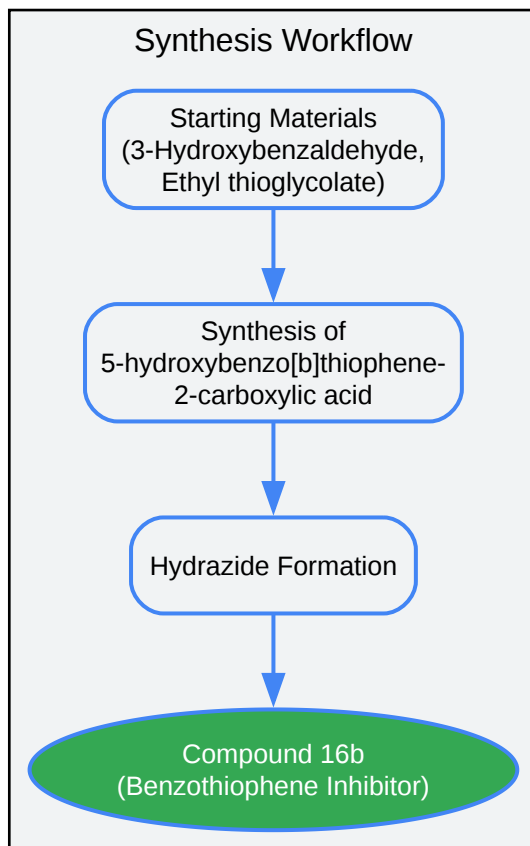 Synthesis Workflow
Starting Materials
(3-Hydroxybenzaldehyde,
Ethyl thioglycolate)
Synthesis of
5-hydroxybenzo[b]thiophene-
2-carboxylic acid
Hydrazide Formation
Compound 16b
(Benzothiophene Inhibitor)